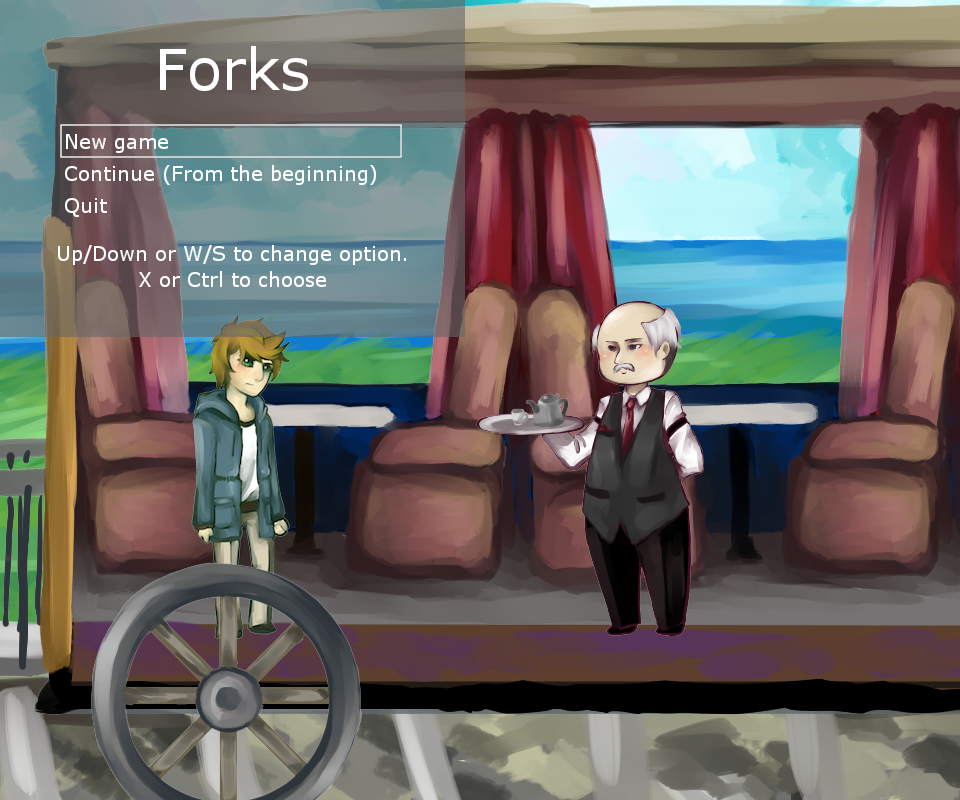 Forks
New game
Continue (From the beginning)
Quit
Up/Down or W/S to change option.
X or Ctrl to choose